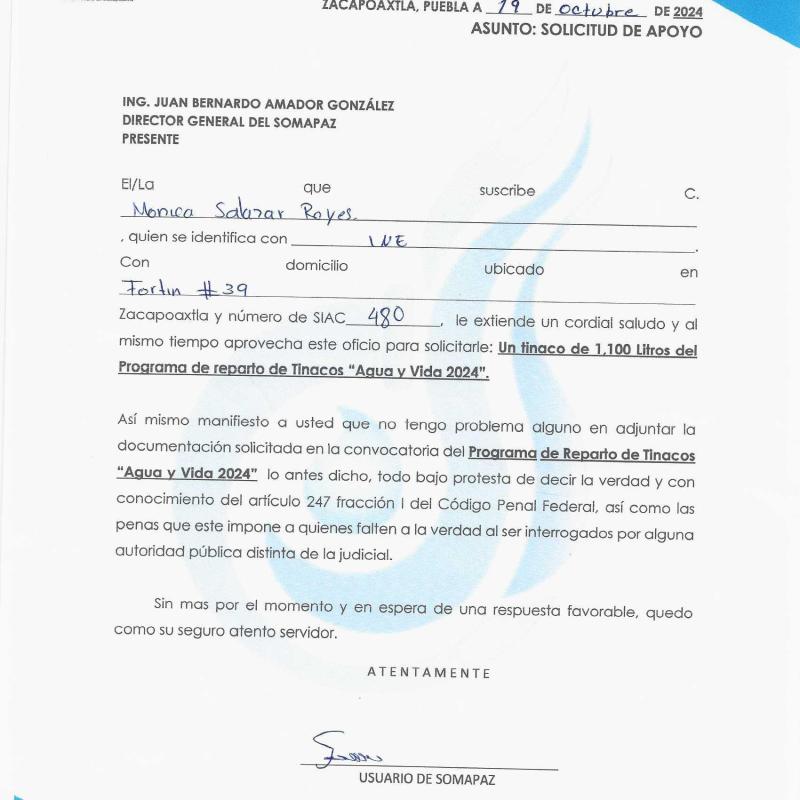 ZACAPOAXTLA, PUEBLA A 19 DE octubre DE 2024
ASUNTO: SOLICITUD DE APOYO
ING. JUAN BERNARDO AMADOR GONZÁLEZ
DIRECTOR GENERAL DEL SOMAPAZ
PRESENTE
El/La que suscribe C.
Monica Salazar Royes.
, quien se identifica con INE.
Con domicilio ubicado en
Fortin #39
Zacapoaxtla y número de SIAC 480, le extiende un cordial saludo y al
mismo tiempo aprovecha este oficio para solicitarle: Un tinaco de 1,100 Litros del
Programa de reparto de Tinacos “Agua y Vida 2024”.
Así mismo manifiesto a usted que no tengo problema alguno en adjuntar la
documentación solicitada en la convocatoria del Programa de Reparto de Tinacos
“Agua y Vida 2024” lo antes dicho, todo bajo protesta de decir la verdad y con
conocimiento del artículo 247 fracción I del Código Penal Federal, así como las
penas que este impone a quienes falten a la verdad al ser interrogados por alguna
autoridad pública distinta de la judicial.
Sin mas por el momento y en espera de una respuesta favorable, quedo
como su seguro atento servidor.
ATENTAMENTE
USUARIO DE SOMAPAZ